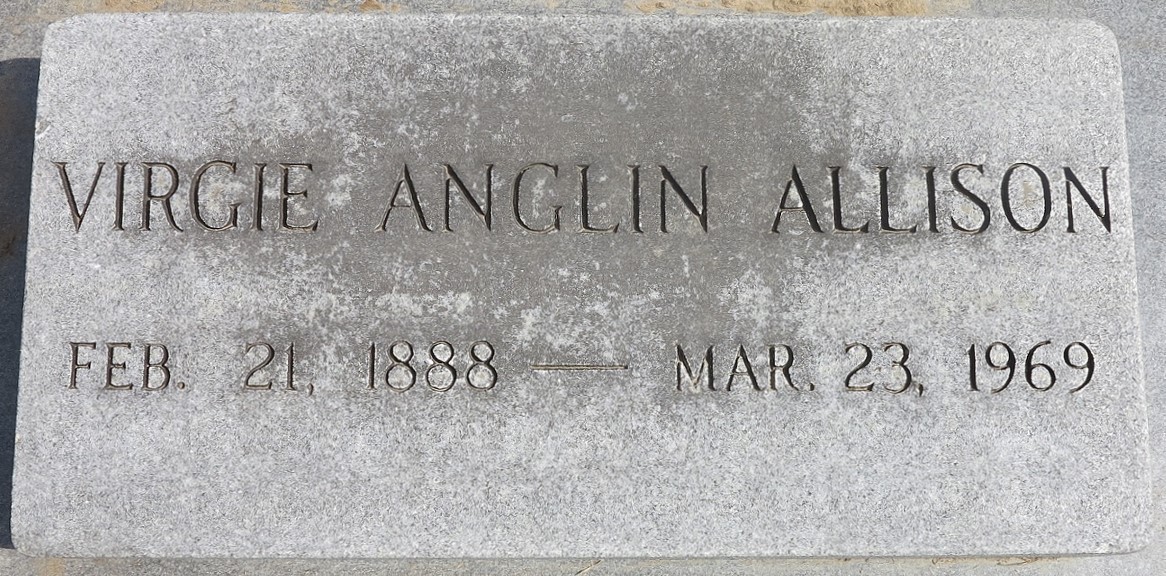 VIRGIE ANGLIN ALLISON
FEB. 21, 1888 — MAR. 23, 1969